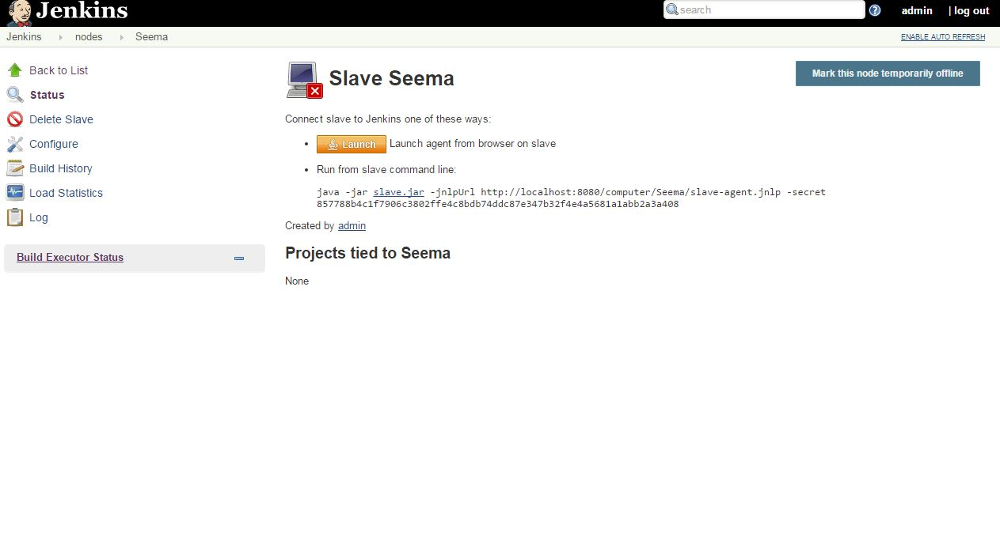 Jenkins
search
admin | log out
Jenkins nodes Seema
ENABLE AUTO REFRESH
Back to List
Status
Delete Slave
Configure
Build History
Load Statistics
Log
Build Executor Status
Slave Seema
Mark this node temporarily offline
Connect slave to Jenkins one of these ways:
Launch Launch agent from browser on slave
Run from slave command line:
java -jar slave.jar -jnlpUrl http://localhost:8080/computer/Seema/slave-agent.jnlp -secret
857788b4c1f7906c3802ffe4c8bdb74ddc87e347b32f4e4a5681a1abb2a3a408
Created by admin
Projects tied to Seema
None